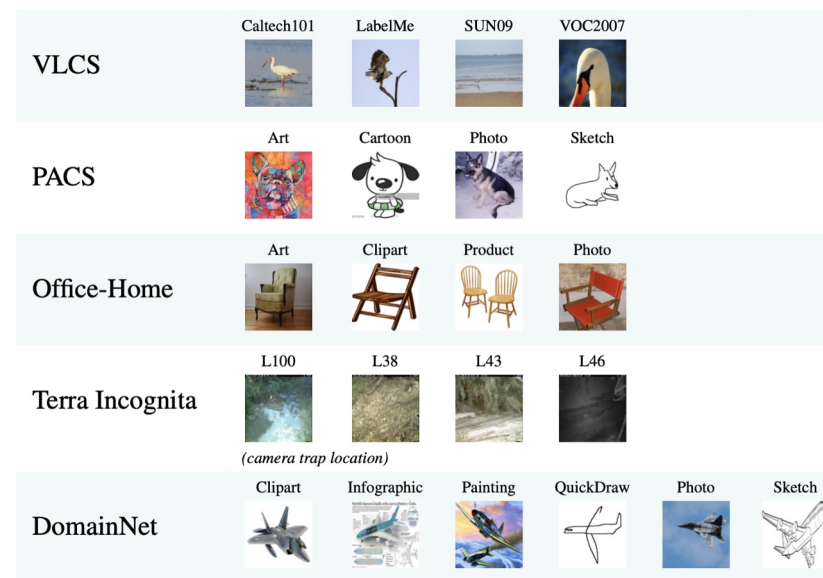 Caltech101 LabelMe SUN09 VOC2007
VLCS
Art Cartoon Photo Sketch
PACS
Art Clipart Product Photo
Office-Home
L100 L38 L43 L46
Terra Incognita
(camera trap location)
Clipart Infographic Painting QuickDraw Photo Sketch
DomainNet